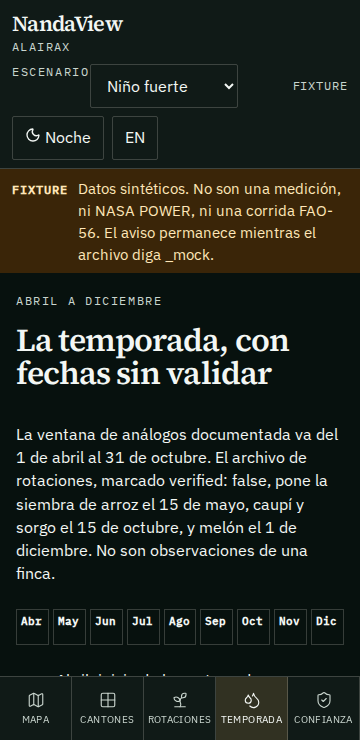 NandaView
ALAIRAX
ESCENARIO Niño fuerte FIXTURE
Noche EN
FIXTURE Datos sintéticos. No son una medición,
ni NASA POWER, ni una corrida FAO-
56. El aviso permanece mientras el
archivo diga _mock.
ABRIL A DICIEMBRE
La temporada, con
fechas sin validar
La ventana de análogos documentada va del
1 de abril al 31 de octubre. El archivo de
rotaciones, marcado verified: false, pone la
siembra de arroz el 15 de mayo, caupí y
sorgo el 15 de octubre, y melón el 1 de
diciembre. No son observaciones de una
finca.
Abr May Jun Jul Ago Sep Oct Nov Dic
MAPA CANTONES ROTACIONES TEMPORADA CONFIANZA